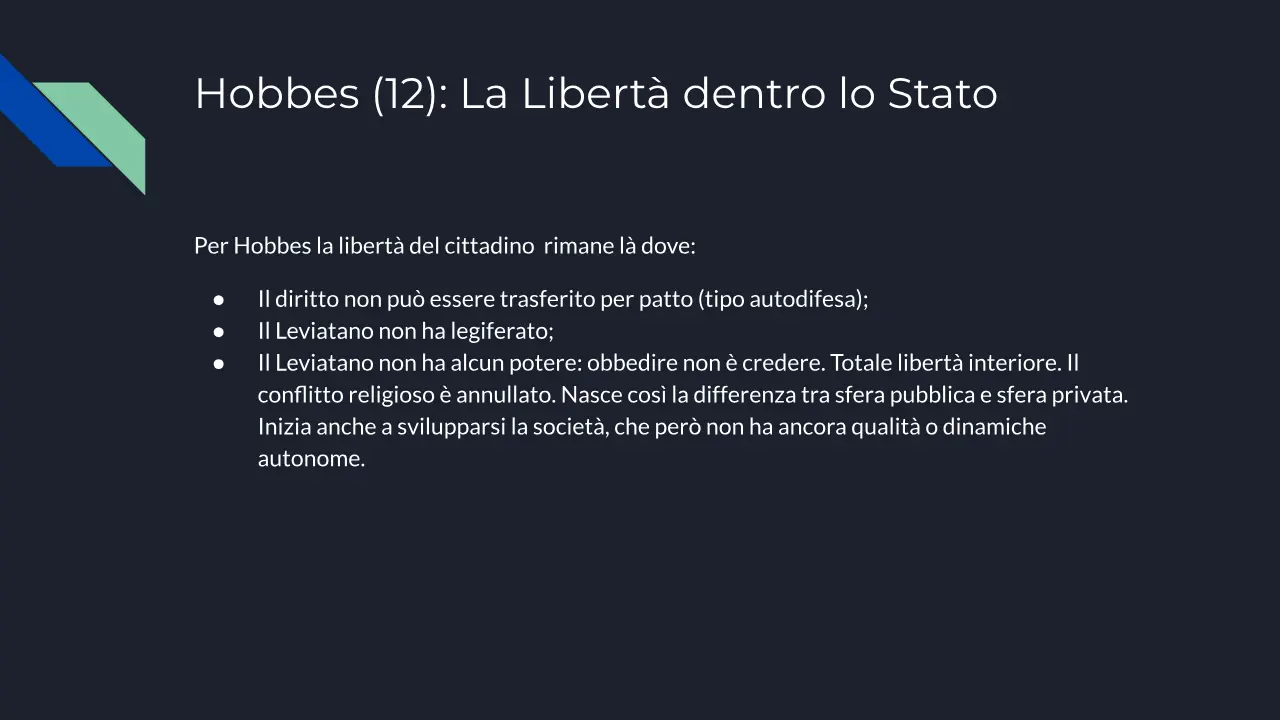 Hobbes (12): La Libertà dentro lo Stato
Per Hobbes la libertà del cittadino  rimane là dove:
● Il diritto non può essere trasferito per patto (tipo autodifesa);
● Il Leviatano non ha legiferato;
● Il Leviatano non ha alcun potere: obbedire non è credere. Totale libertà interiore. Il
conflitto religioso è annullato. Nasce così la differenza tra sfera pubblica e sfera privata.
Inizia anche a svilupparsi la società, che però non ha ancora qualità o dinamiche
autonome.